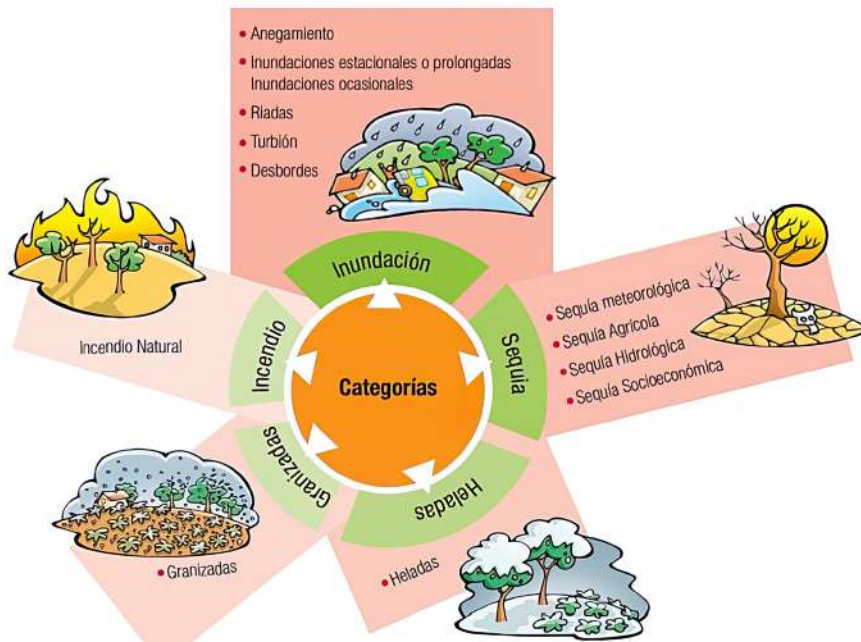 Anegamiento
Inundaciones estacionales o prolongadas
Inundaciones ocasionales
Riadas
Turbión
Desbordes
Inundación
Sequia
Sequía meteorológica
Sequía Agrícola
Sequía Hidrológica
Sequía Socioeconómica
Incendio
Incendio Natural
Categorías
Granizadas
Granizadas
Heladas
Heladas